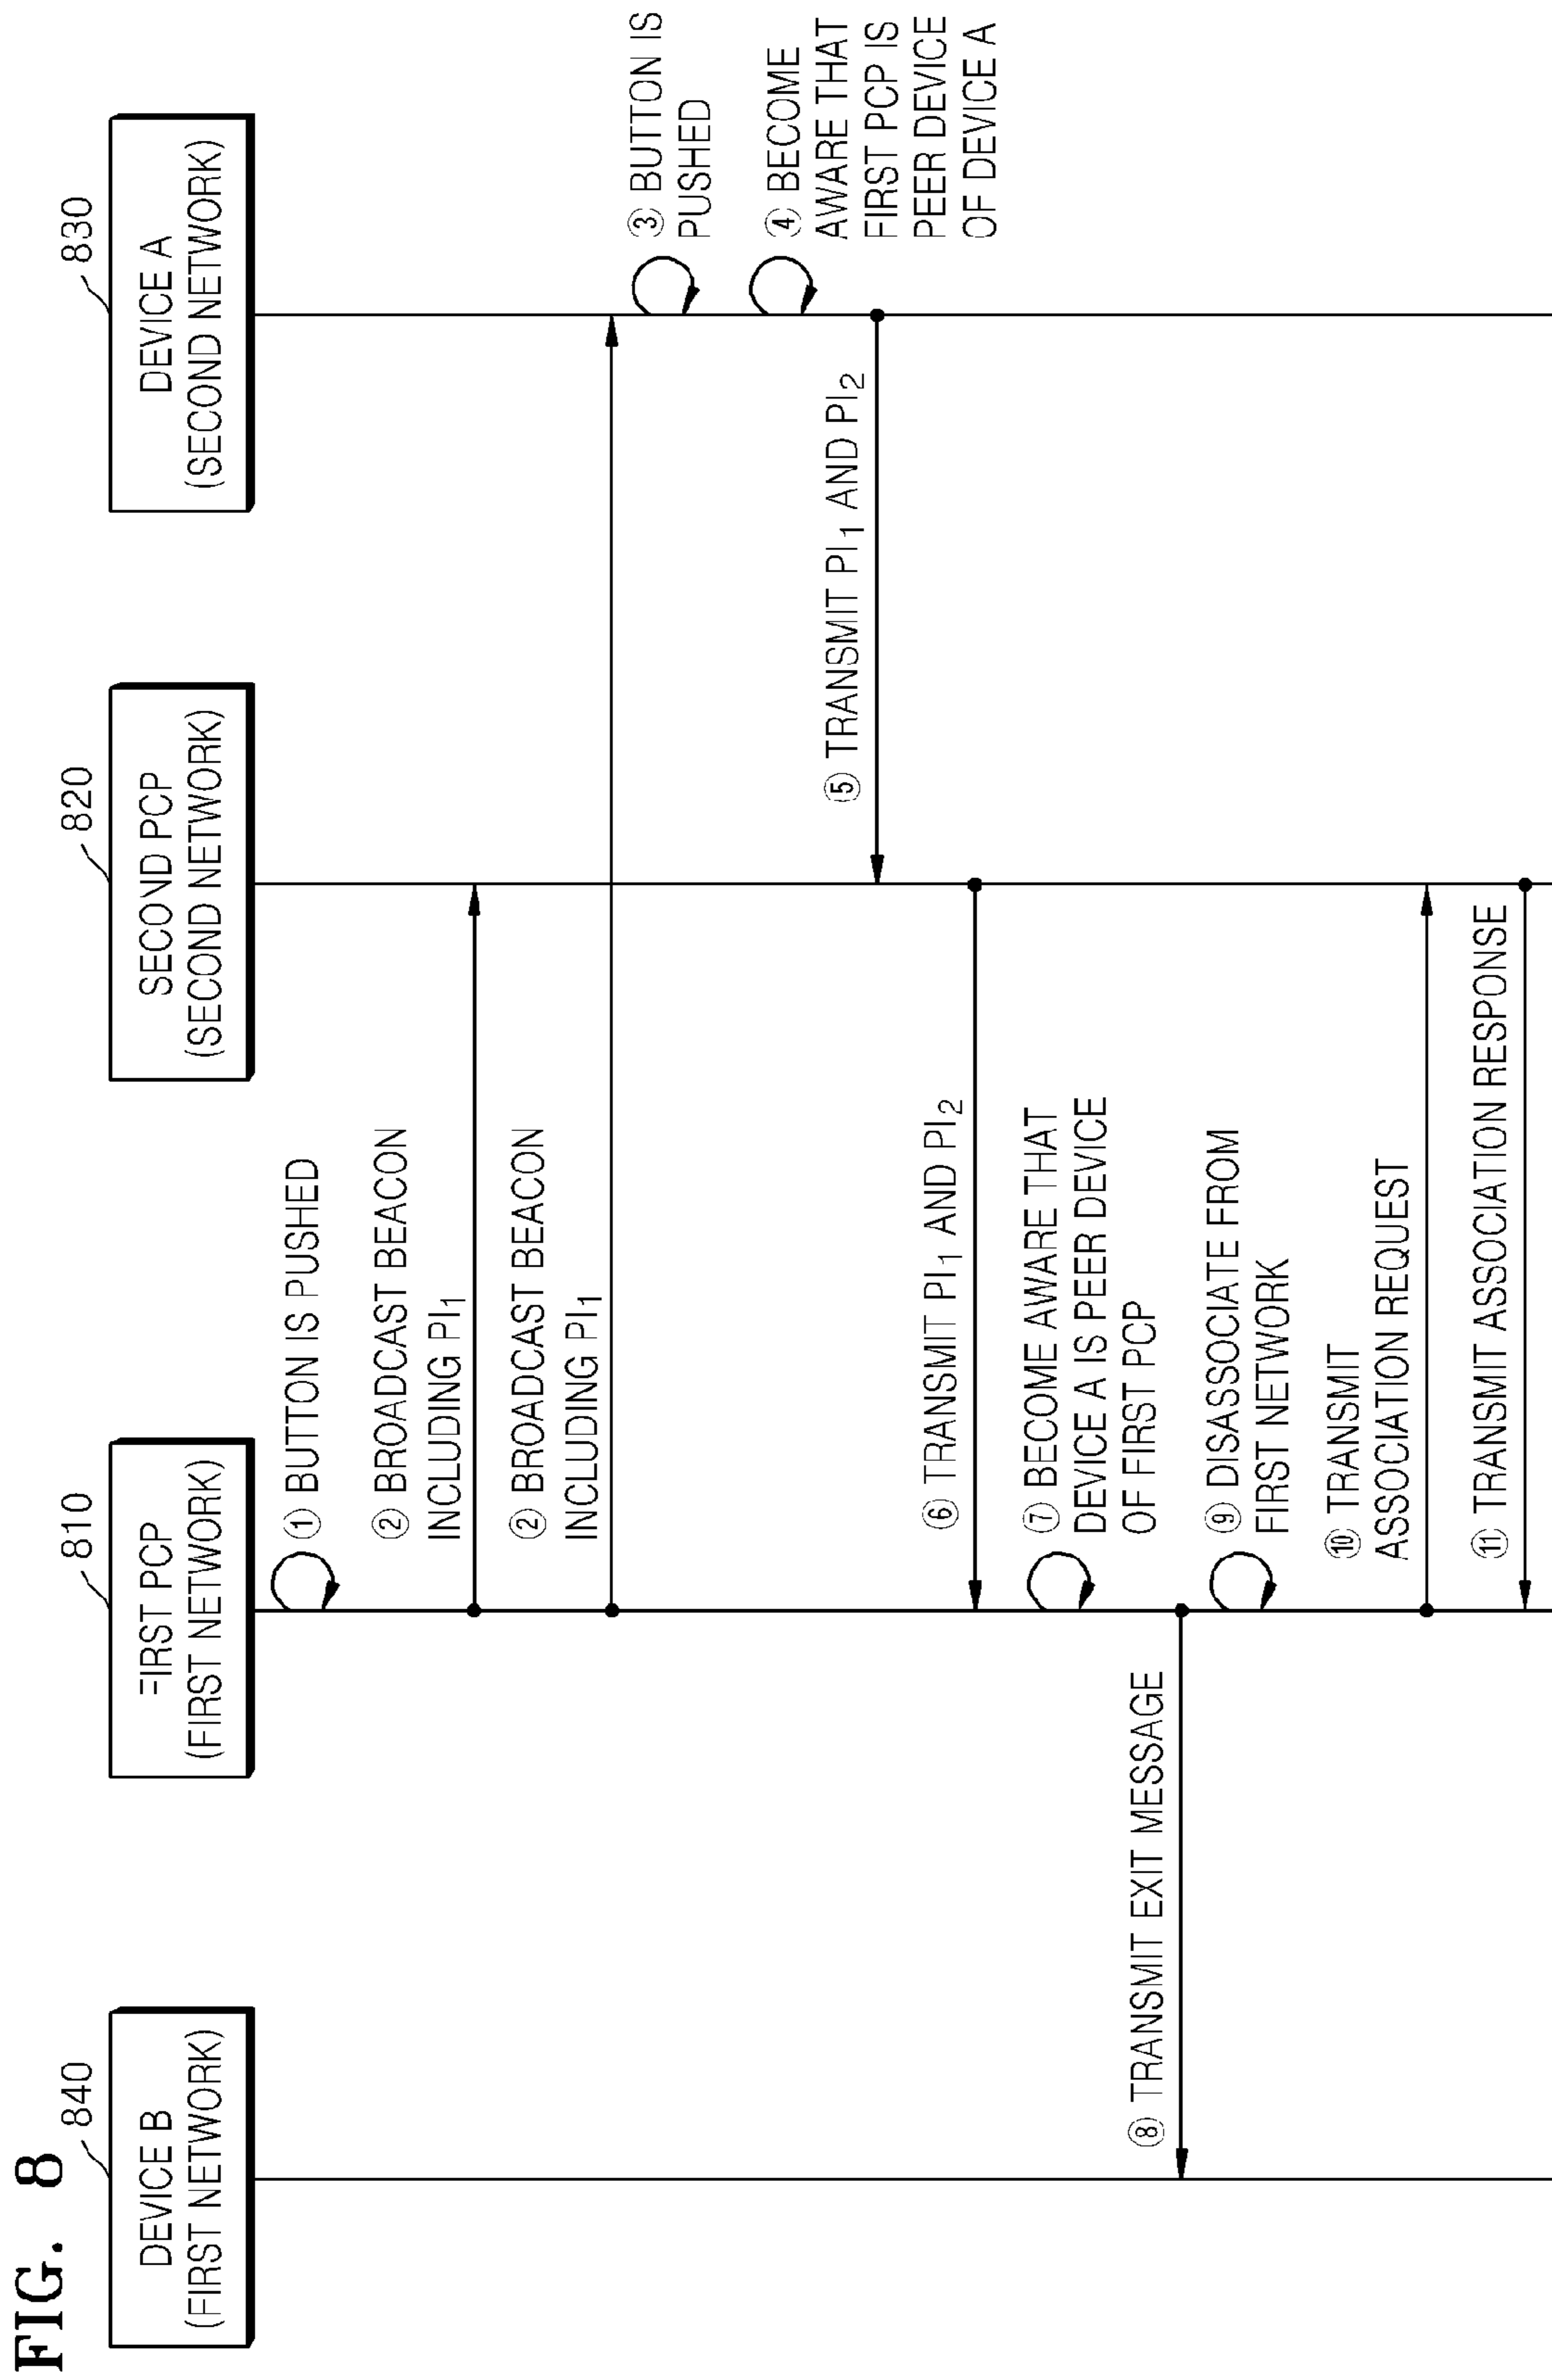 FIG. 8
840
DEVICE B
(FIRST NETWORK)
810
FIRST PCP
(FIRST NETWORK)
820
SECOND PCP
(SECOND NETWORK)
830
DEVICE A
(SECOND NETWORK)
① BUTTON IS PUSHED
② BROADCAST BEACON
INCLUDING PI₁
② BROADCAST BEACON
INCLUDING PI₁
③ BUTTON IS
PUSHED
④ BECOME
AWARE THAT
FIRST PCP IS
PEER DEVICE
OF DEVICE A
⑤ TRANSMIT PI₁ AND PI₂
⑥ TRANSMIT PI₁ AND PI₂
⑦ BECOME AWARE THAT
DEVICE A IS PEER DEVICE
OF FIRST PCP
⑧ TRANSMIT EXIT MESSAGE
⑨ DISASSOCIATE FROM
FIRST NETWORK
⑩ TRANSMIT
ASSOCIATION REQUEST
⑪ TRANSMIT ASSOCIATION RESPONSE